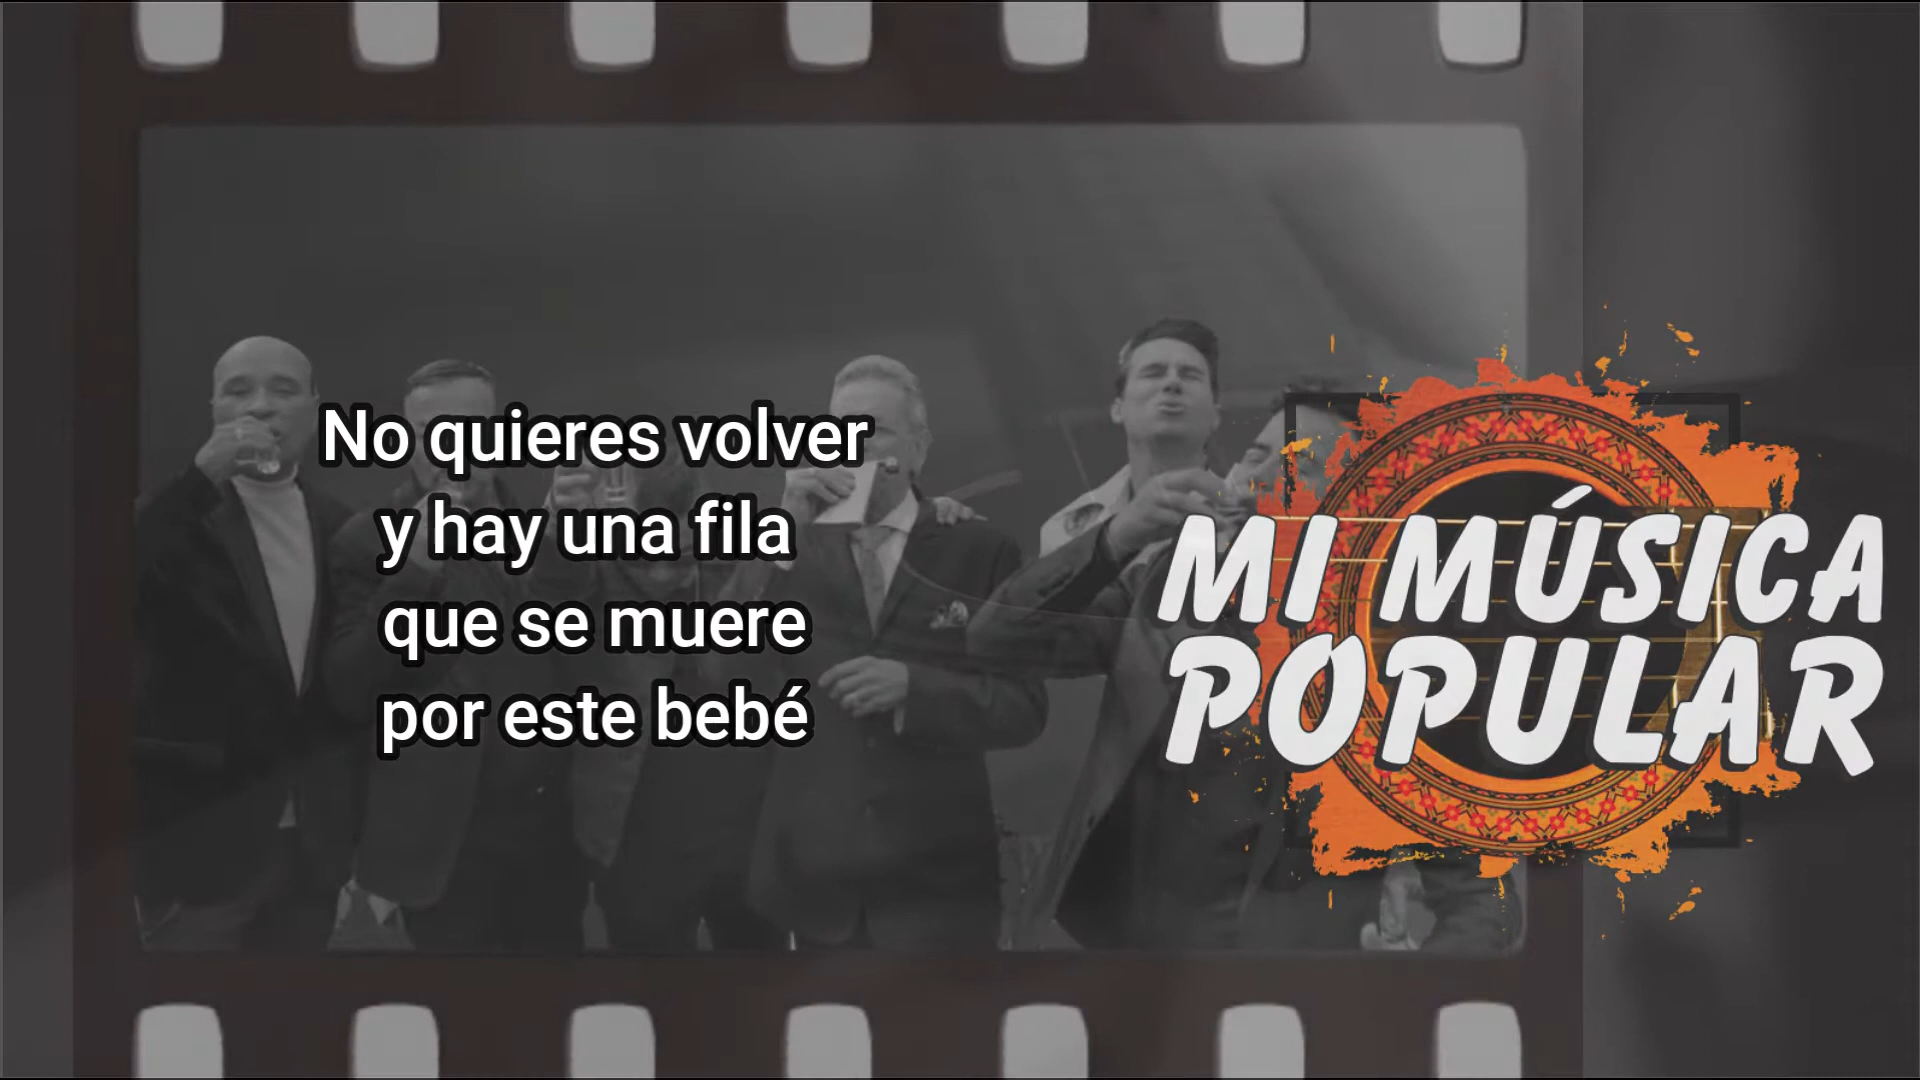 No quieres volver
y hay una fila
que se muere
por este bebé
MI MÚSICA
POPULAR